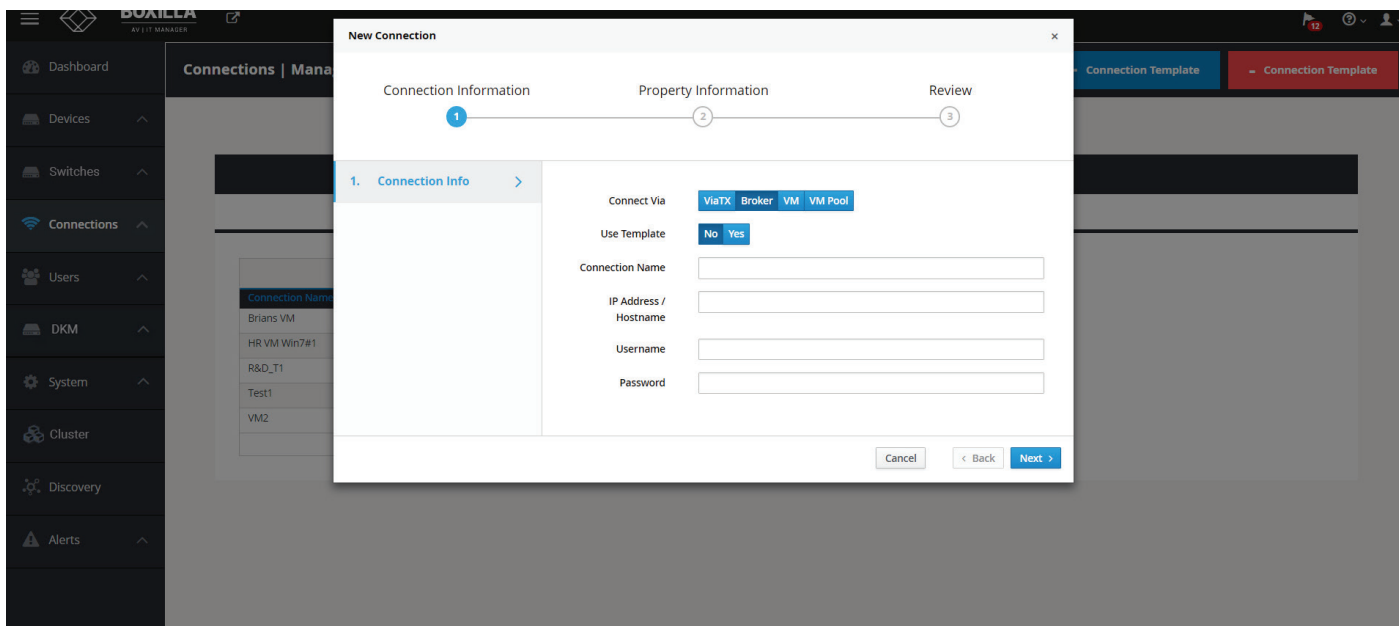 BOXILLA
AV | IT MANAGER
12
Dashboard
Devices
Switches
Connections
Users
DKM
System
Cluster
Discovery
Alerts
Connections | Mana
Connection Template
- Connection Template
Connection Name
Brians VM
HR VM Win7#1
R&D_T1
Test1
VM2
New Connection
×
Connection Information
Property Information
Review
1
2
3
1. Connection Info >
Connect Via
ViaTX Broker VM VM Pool
Use Template
No Yes
Connection Name
IP Address /
Hostname
Username
Password
Cancel
< Back
Next >